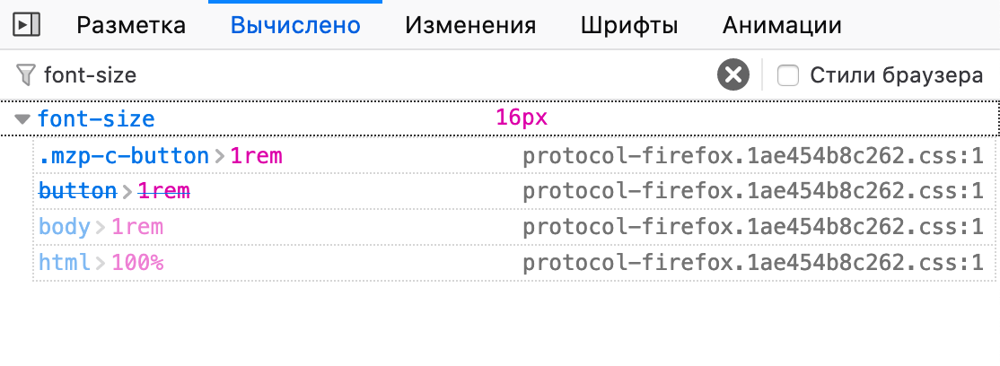 Разметка Вычислено Изменения Шрифты Анимации
font-size Стили браузера
font-size 16px
.mzp-c-button 1rem protocol-firefox.1ae454b8c262.css:1
button 1rem protocol-firefox.1ae454b8c262.css:1
body 1rem protocol-firefox.1ae454b8c262.css:1
html 100% protocol-firefox.1ae454b8c262.css:1